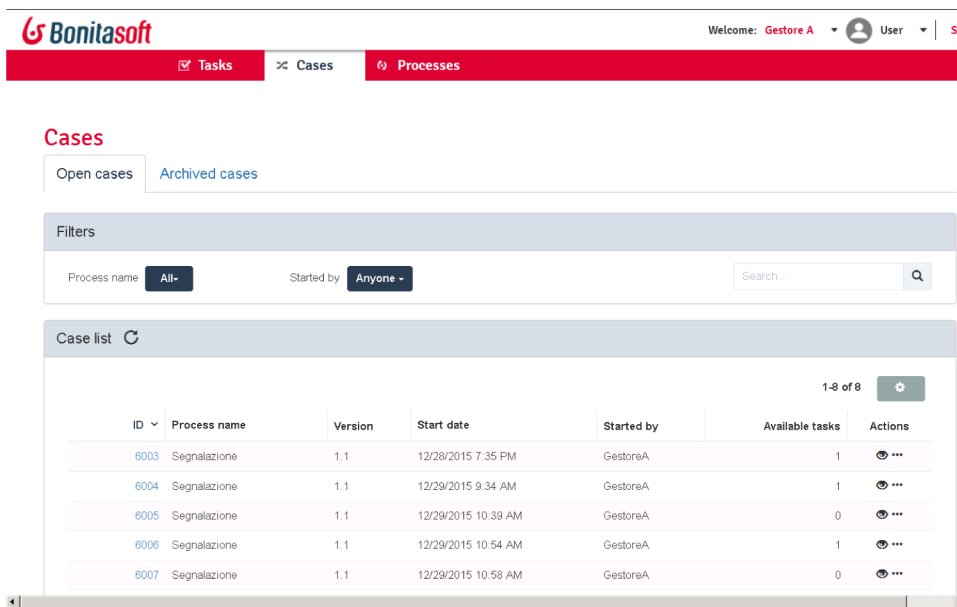 Bonitasoft
Welcome: Gestore A User S
Tasks Cases Processes
Cases
Open cases Archived cases
Filters
Process name All Started by Anyone Search...
Case list
1-8 of 8
ID Process name Version Start date Started by Available tasks Actions
6003 Segnalazione 1.1 12/28/2015 7:35 PM GestoreA 1
6004 Segnalazione 1.1 12/29/2015 9:34 AM GestoreA 1
6005 Segnalazione 1.1 12/29/2015 10:39 AM GestoreA 0
6006 Segnalazione 1.1 12/29/2015 10:54 AM GestoreA 1
6007 Segnalazione 1.1 12/29/2015 10:58 AM GestoreA 0